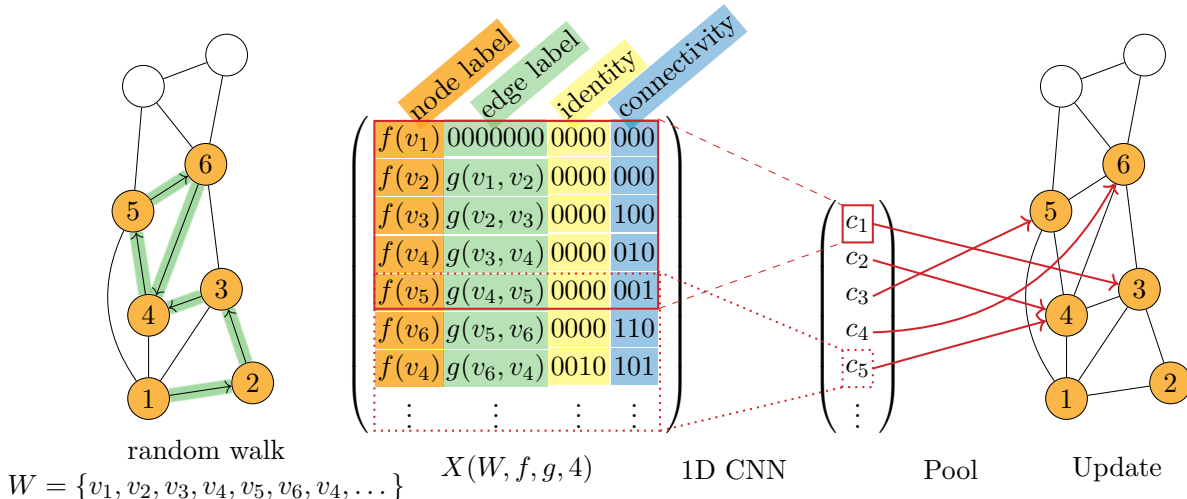 node label
edge label
identity
connectivity
6
5
4
3
1
2
f(v₁) 0000000 0000 000
f(v₂) g(v₁, v₂) 0000 000
f(v₃) g(v₂, v₃) 0000 100
f(v₄) g(v₃, v₄) 0000 010
f(v₅) g(v₄, v₅) 0000 001
f(v₆) g(v₅, v₆) 0000 110
f(v₄) g(v₆, v₄) 0010 101
⋮ ⋮ ⋮ ⋮
c₁
c₂
c₃
c₄
c₅
⋮
6
5
3
4
1
2
random walk
W = {v₁, v₂, v₃, v₄, v₅, v₆, v₄, . . . }
X(W, f, g, 4)
1D CNN
Pool
Update